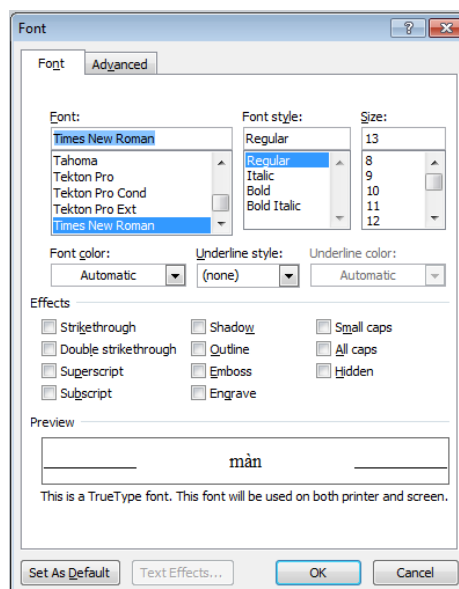 Font
Font Advanced
Font: Font style: Size:
Times New Roman Regular 13
Tahoma Regular 8
Tekton Pro Italic 9
Tekton Pro Cond Bold 10
Tekton Pro Ext Bold Italic 11
Times New Roman 12
Font color: Underline style: Underline color:
Automatic (none) Automatic
Effects
Strikethrough Shadow Small caps
Double strikethrough Outline All caps
Superscript Emboss Hidden
Subscript Engrave
Preview
màn
This is a TrueType font. This font will be used on both printer and screen.
Set As Default Text Effects... OK Cancel